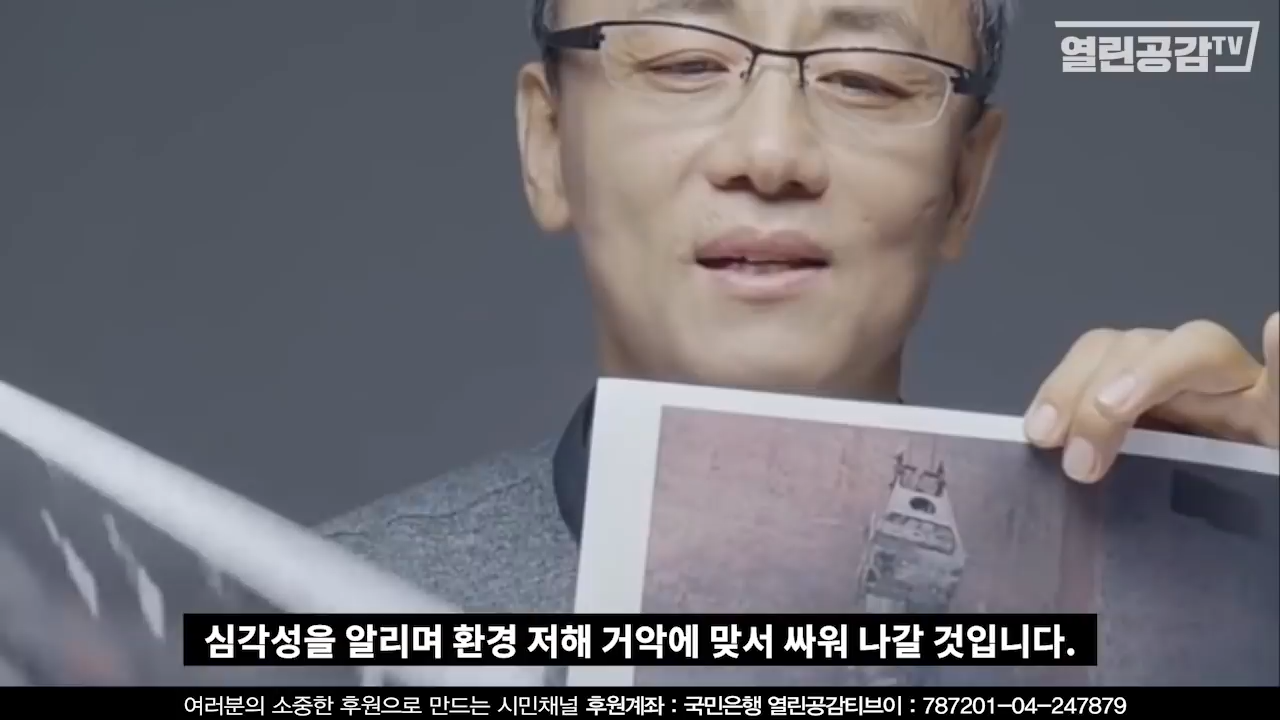 열린공감TV
심각성을 알리며 환경 저해 거악에 맞서 싸워 나갈 것입니다.
여러분의 소중한 후원으로 만드는 시민채널 후원계좌 : 국민은행 열린공감티브이 : 787201-04-247879